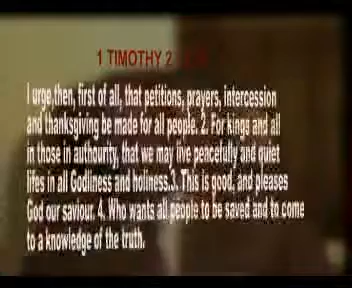 1 TIMOTHY 2
I urge,then, first of all, that petitions, prayers, intercession
and thanksgiving be made for all people. 2. For kings and all
in those in authourity, that we may live peacefully and quiet
lifes in all Godliness and holiness.3. This is good, and pleases
God our saviour. 4. Who wants all people to be saved and to come
to a knowledge of the truth.